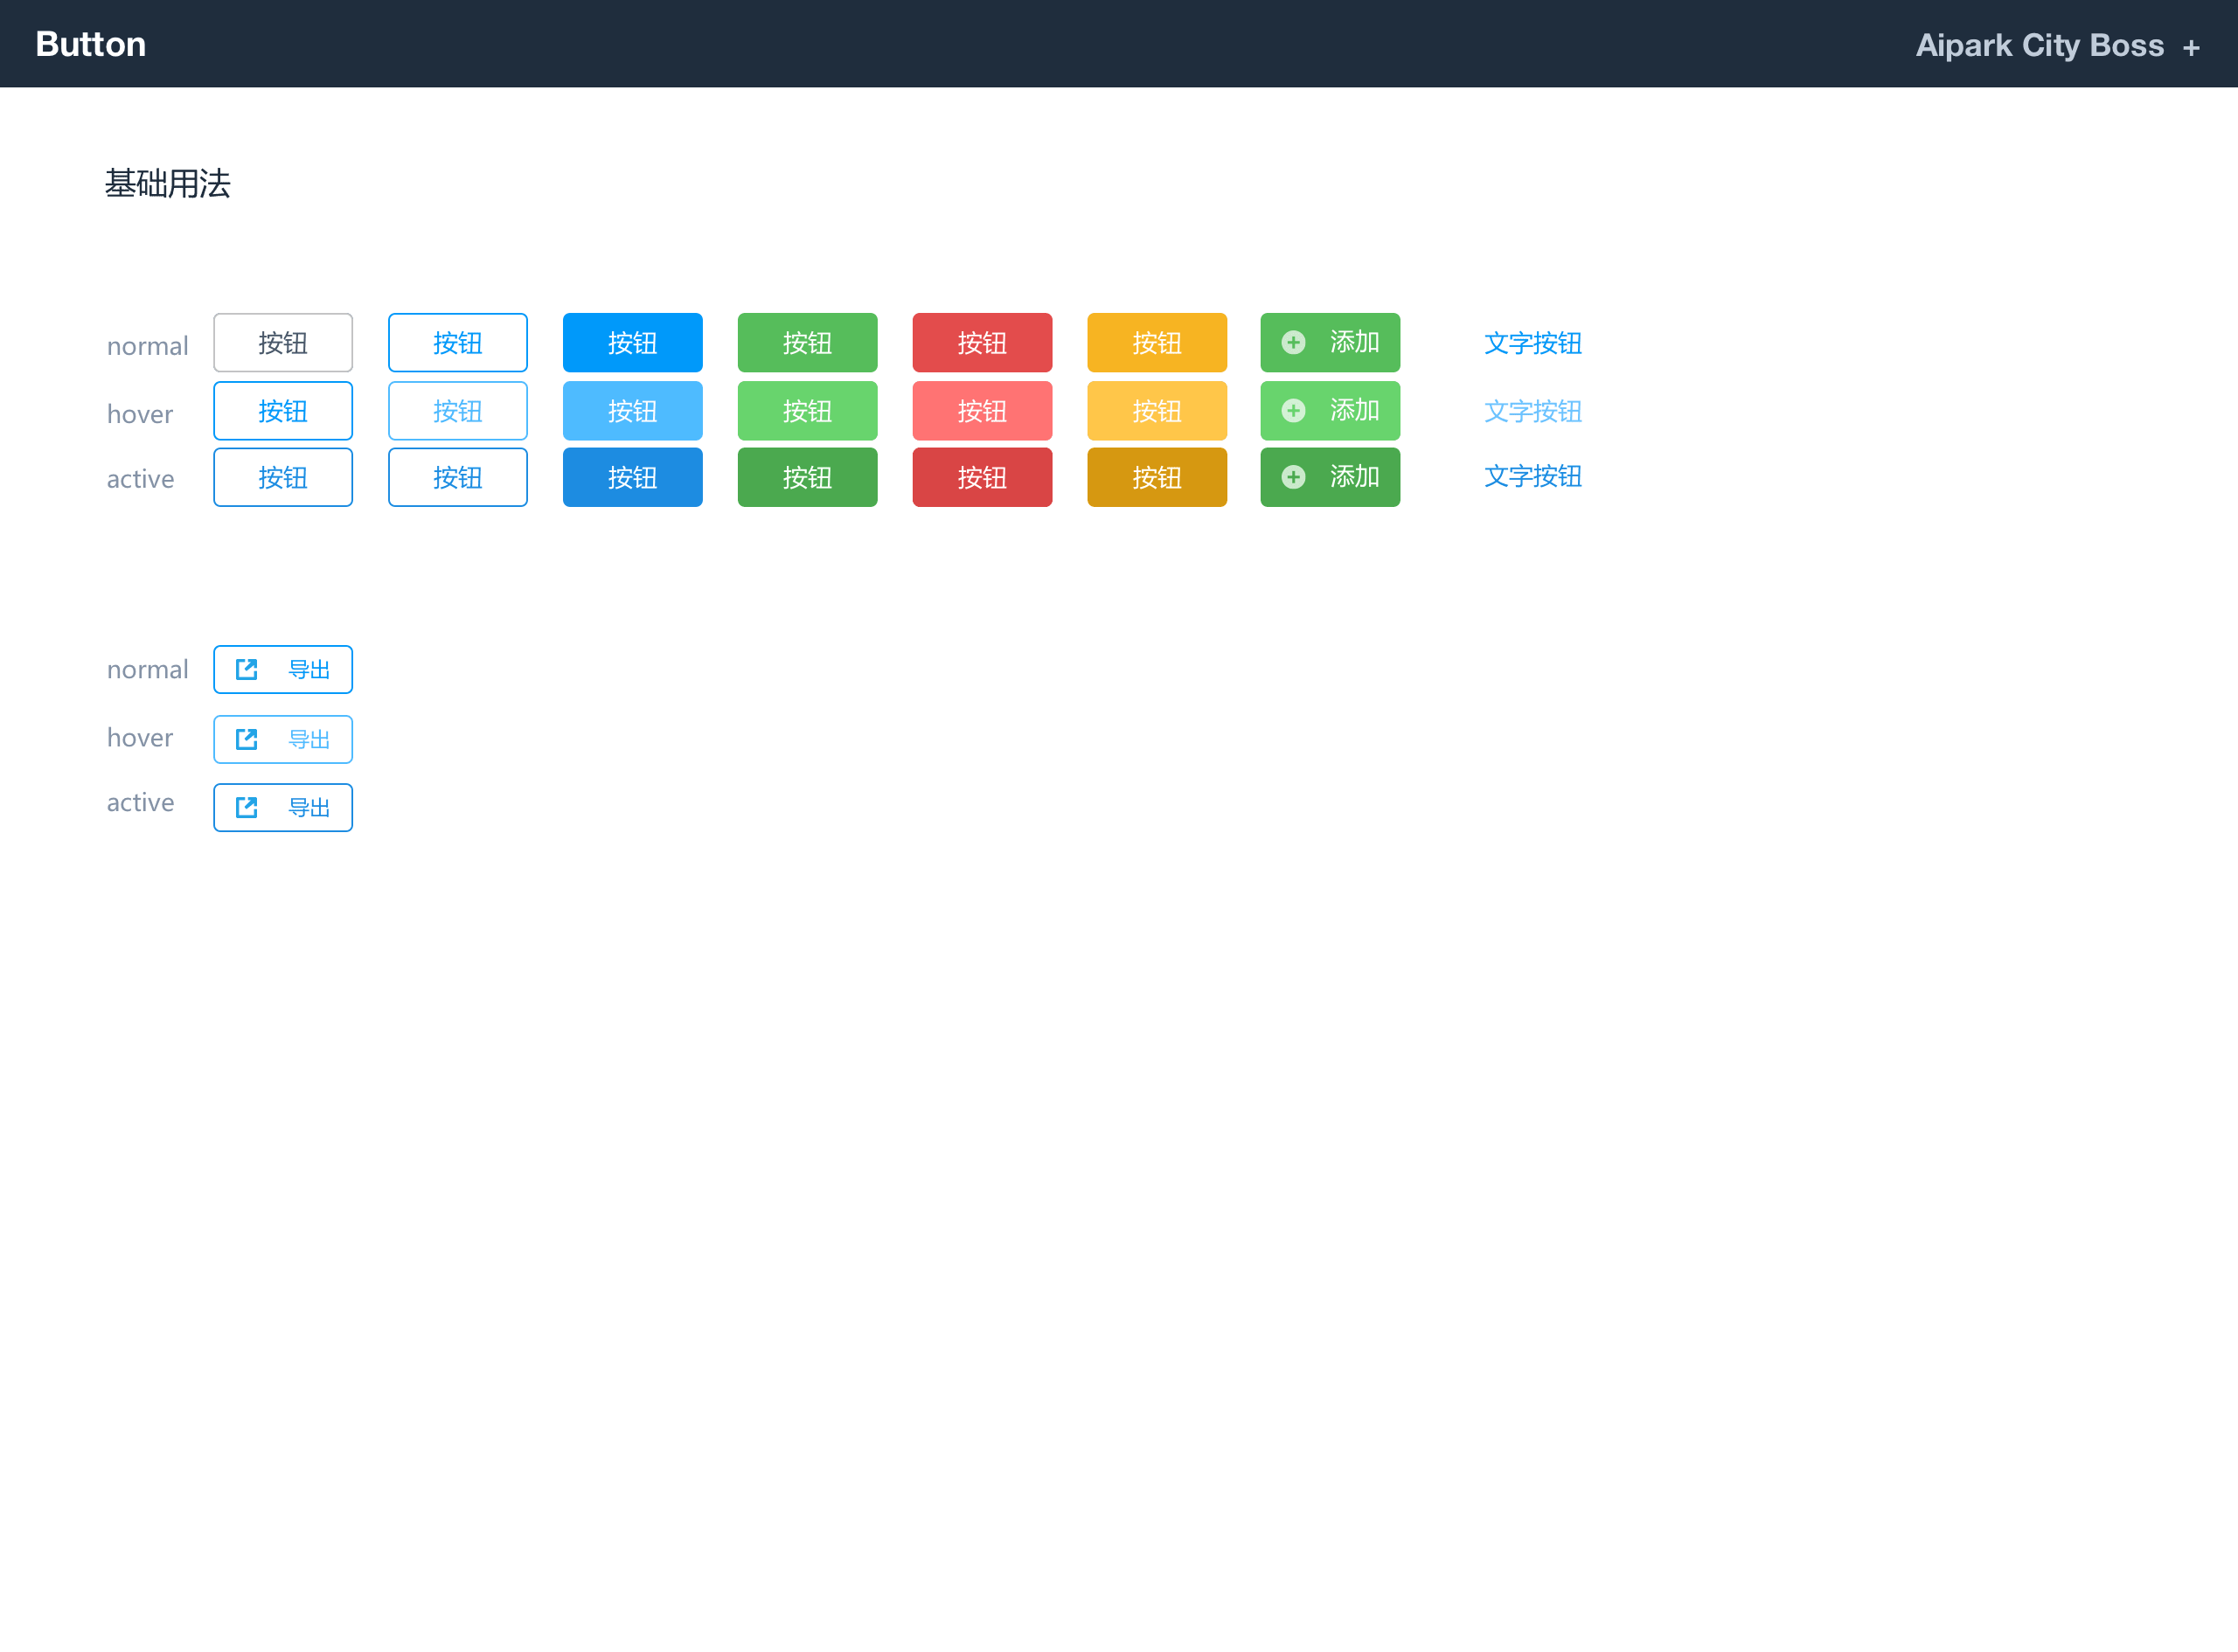 Button Aipark City Boss +
基础用法
normal 按钮 按钮 按钮 按钮 按钮 按钮 添加 文字按钮
hover 按钮 按钮 按钮 按钮 按钮 按钮 添加 文字按钮
active 按钮 按钮 按钮 按钮 按钮 按钮 添加 文字按钮
normal 导出
hover 导出
active 导出